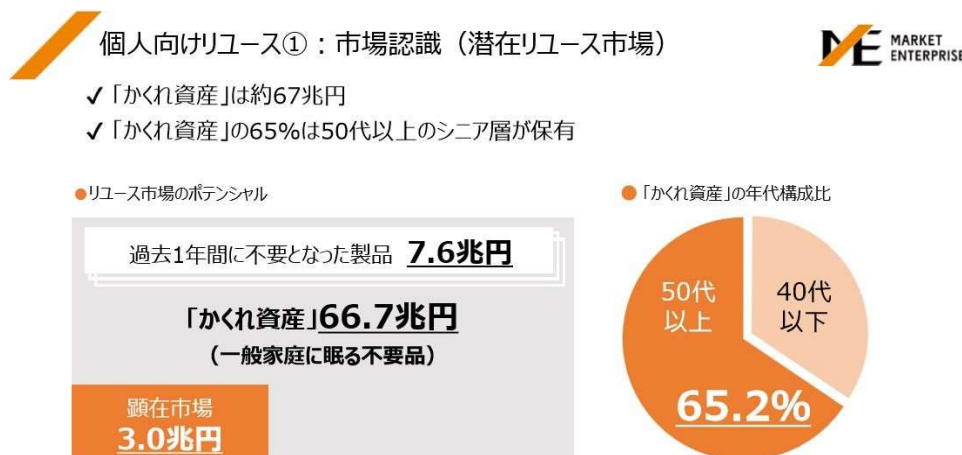 個人向けリユース①：市場認識（潜在リユース市場）
MARKET
ENTERPRISE
✓「かくれ資産」は約67兆円
✓「かくれ資産」の65%は50代以上のシニア層が保有
●リユース市場のポテンシャル
過去1年間に不要となった製品 7.6兆円
「かくれ資産」66.7兆円
（一般家庭に眠る不要品）
顕在市場
3.0兆円
●「かくれ資産」の年代構成比
50代
以上
40代
以下
65.2%